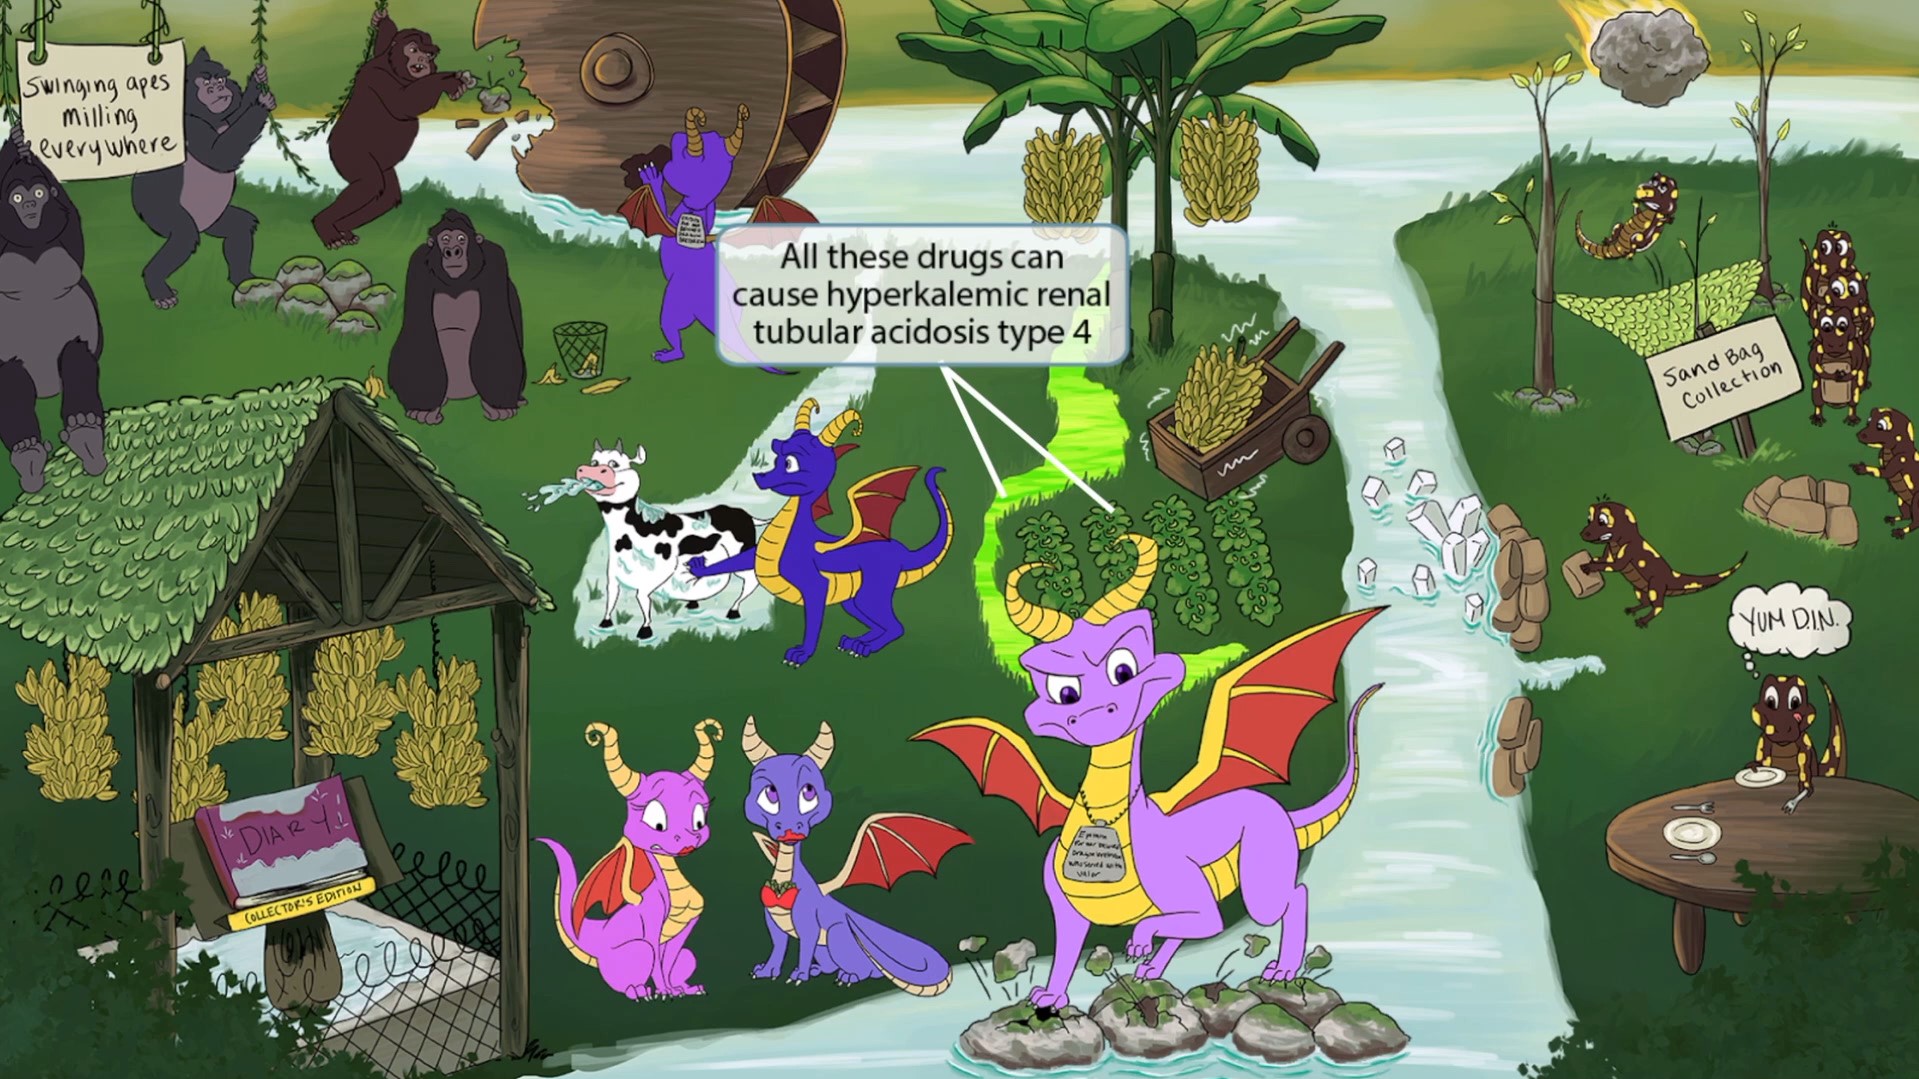 Swinging apes
milling
everywhere
All these drugs can
cause hyperkalemic renal
tubular acidosis type 4
Sand Bag
Collection
YUM D.I.N.
DIARY!
COLLECTOR'S EDITION
valor